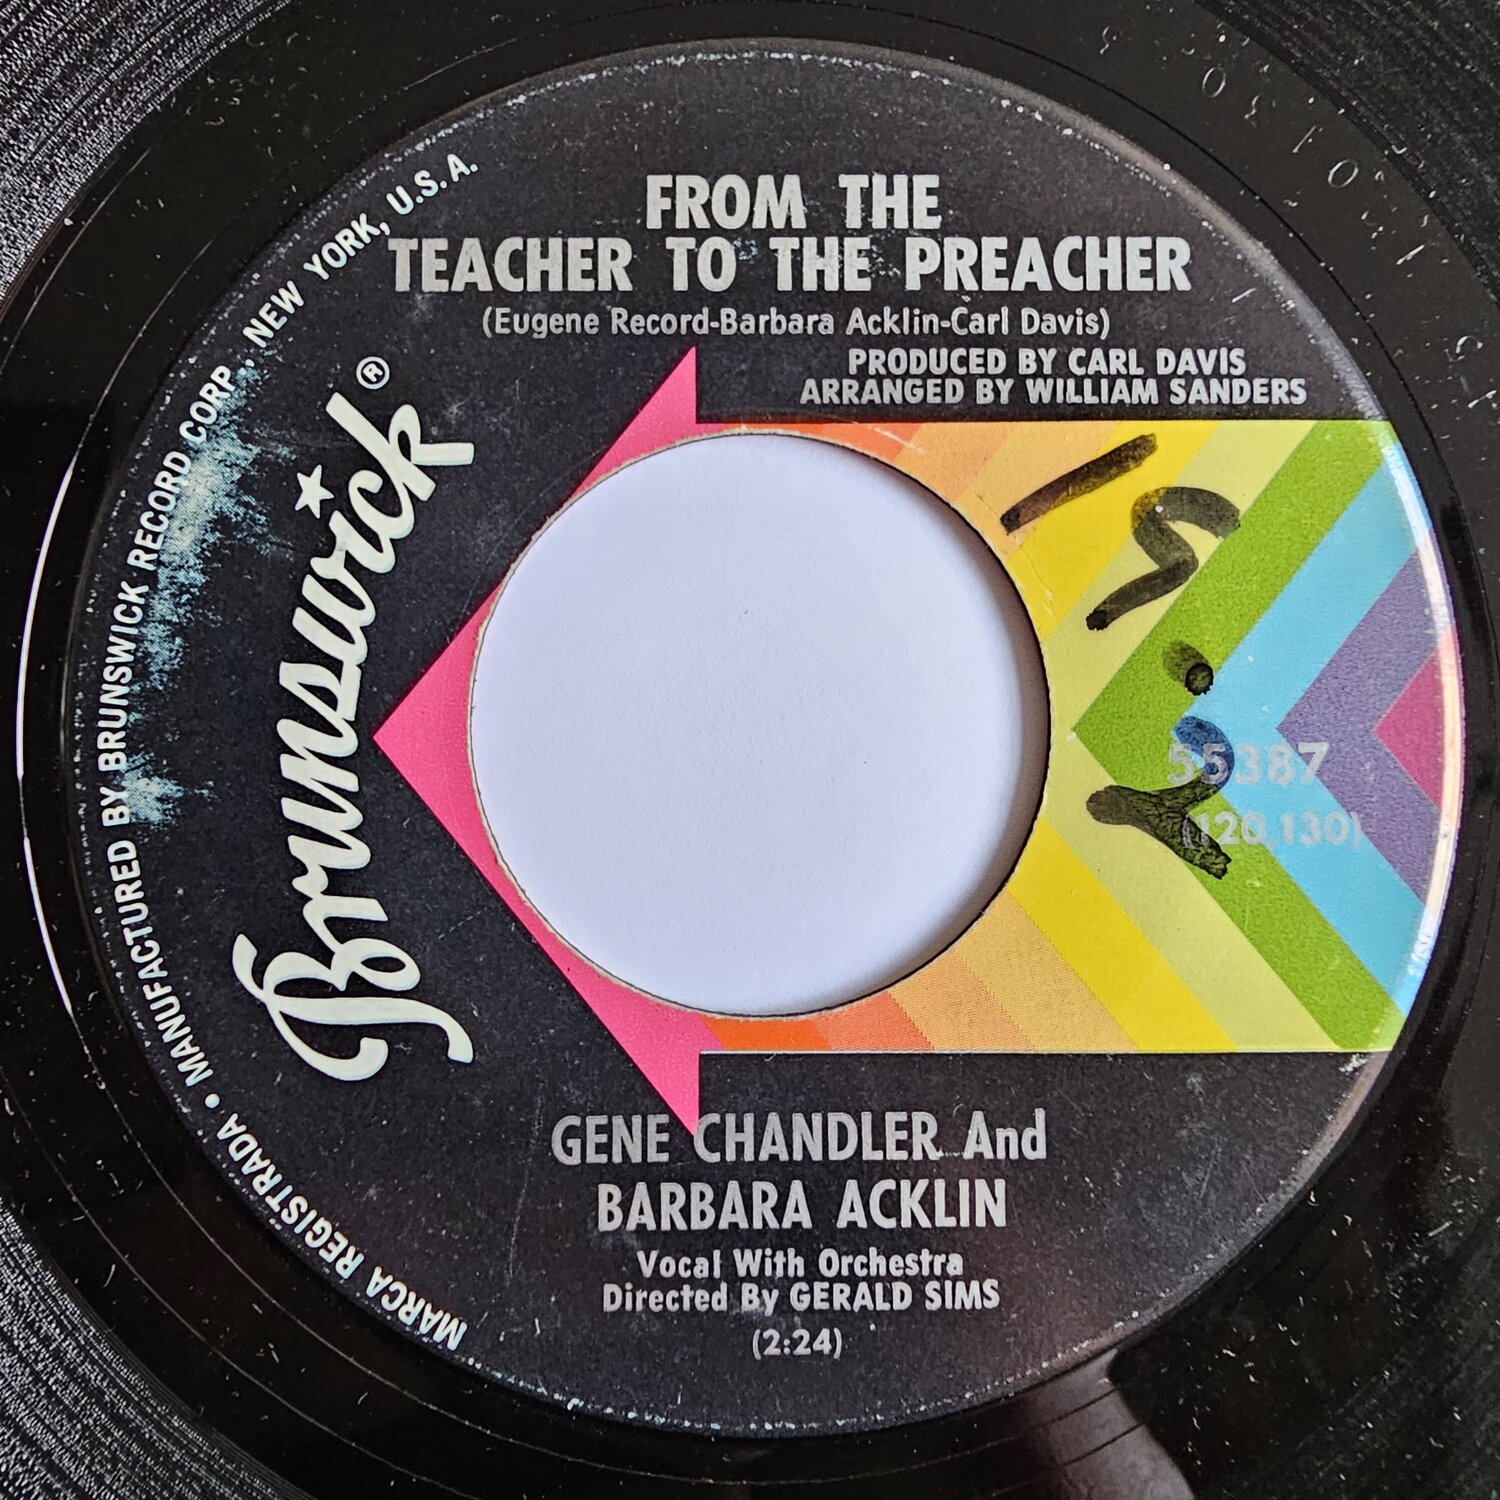 FROM THE
TEACHER TO THE PREACHER
(Eugene Record-Barbara Acklin-Carl Davis)
PRODUCED BY CARL DAVIS
ARRANGED BY WILLIAM SANDERS
Brunswick®
MARCA REGISTRADA • MANUFACTURED BY BRUNSWICK RECORD CORP., NEW YORK, U.S.A.
55387
(120,130)
GENE CHANDLER And
BARBARA ACKLIN
Vocal With Orchestra
Directed By GERALD SIMS
(2:24)